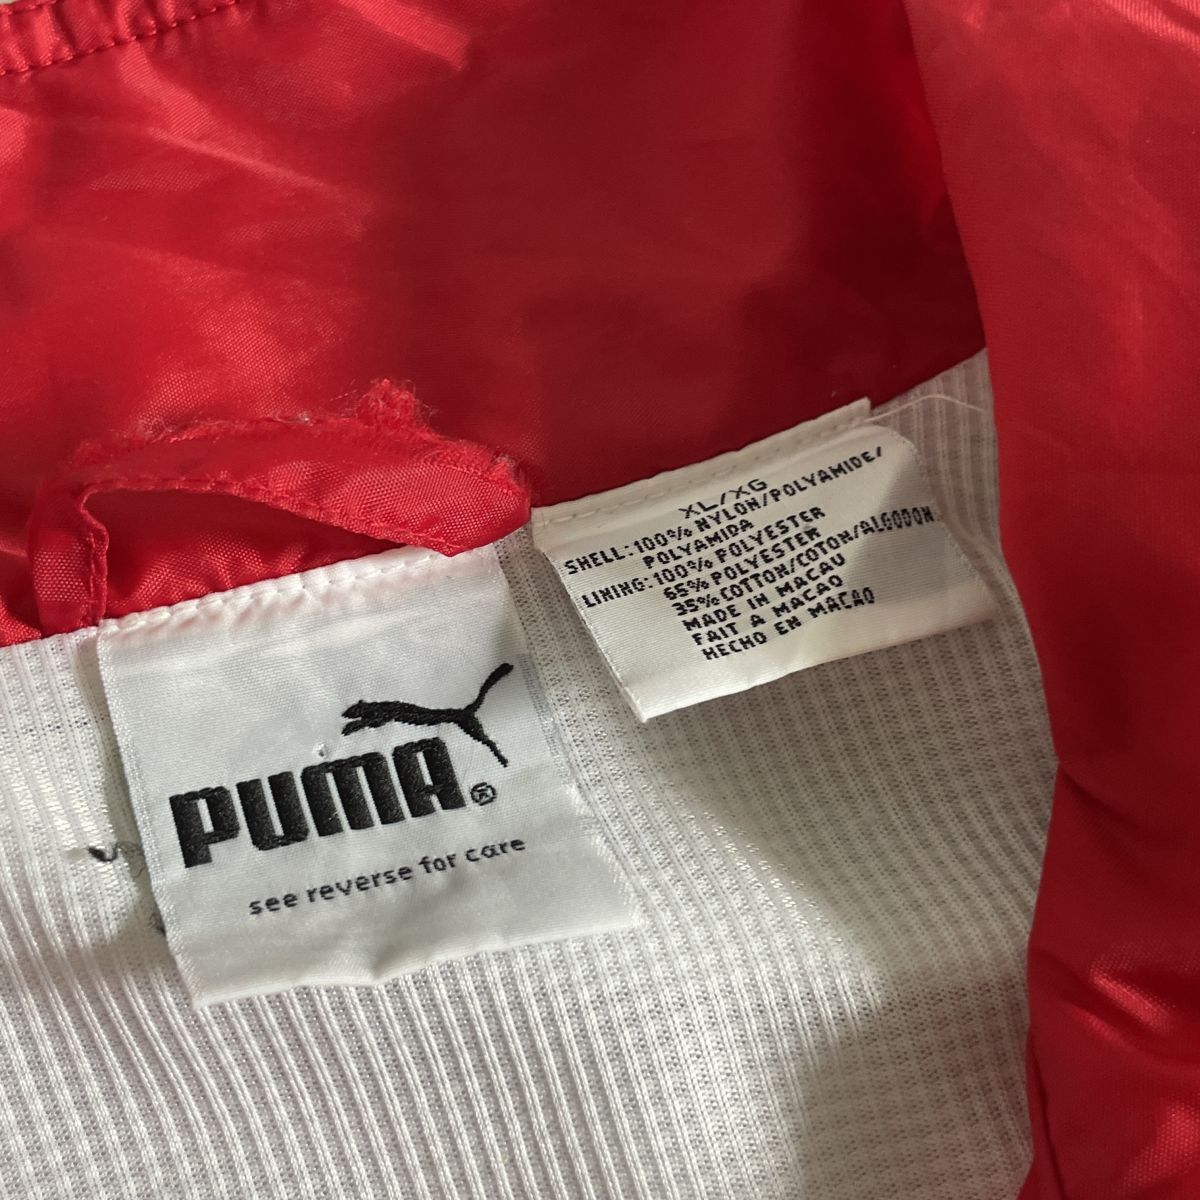 PUMA®
see reverse for care
XL/XG
SHELL:100% NYLON/POLYAMIDE/
POLYAMIDA
LINING:100% POLYESTER
65% POLYESTER
35%COTTON/COTON/ALGODON
MADE IN MACAU
FAIT A MACAO
HECHO EN MACAO